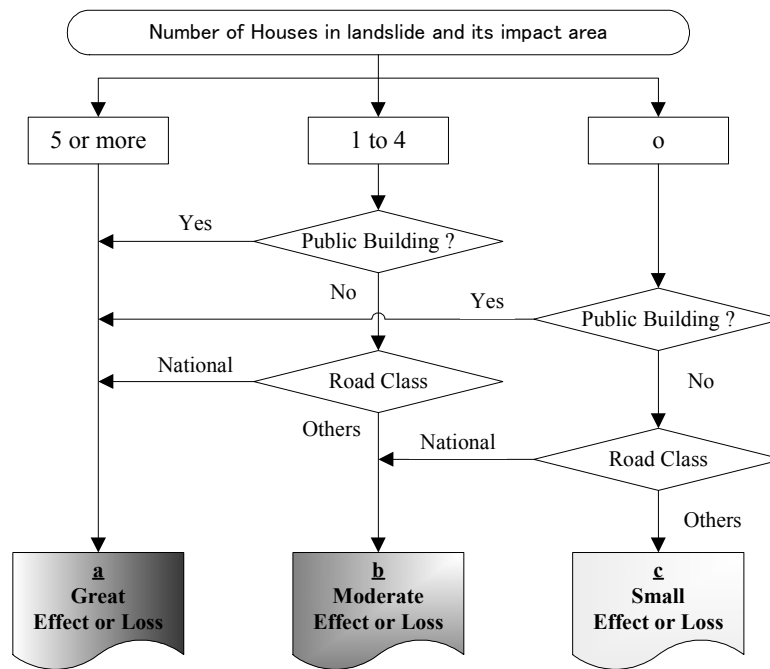 Number of Houses in landslide and its impact area
5 or more
1 to 4
o
Yes
Public Building ?
No
Yes
Public Building ?
National
Road Class
No
Others
National
Road Class
Others
a
Great
Effect or Loss
b
Moderate
Effect or Loss
c
Small
Effect or Loss